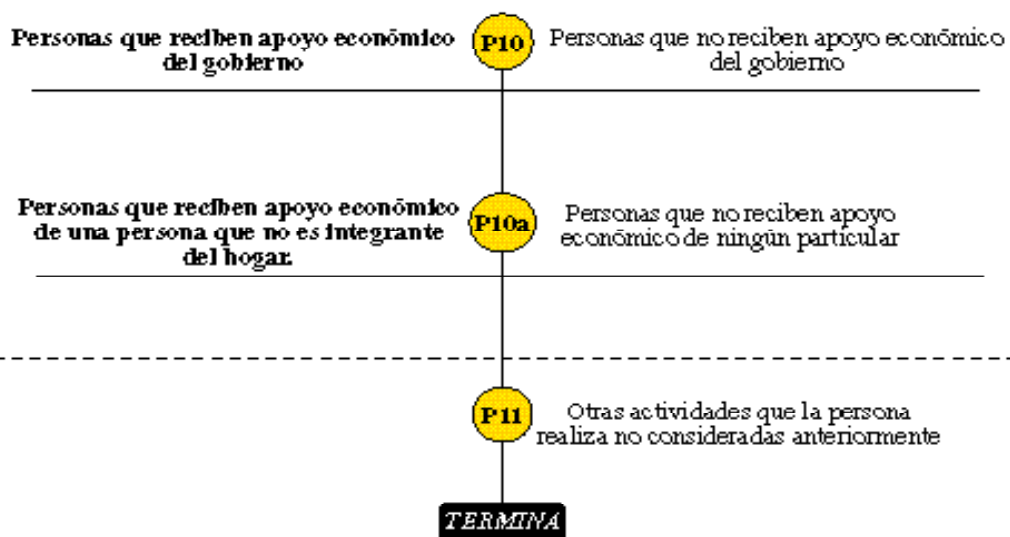 Personas que reciben apoyo económico
del gobierno
P10
Personas que no reciben apoyo económico
del gobierno
Personas que reciben apoyo económico
de una persona que no es integrante
del hogar.
P10a
Personas que no reciben apoyo
económico de ningún particular
P11
Otras actividades que la persona
realiza no consideradas anteriormente
TERMINA